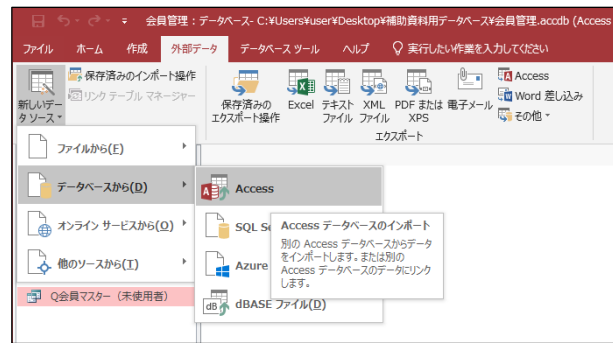 会員管理 : データベース- C:¥Users¥user¥Desktop¥補助資料用データベース¥会員管理.accdb (Access
ファイル ホーム 作成 外部データ データベース ツール ヘルプ 実行したい作業を入力してください
新しいデー
タ ソース
保存済みのインポート操作
リンク テーブル マネージャー
保存済みの
エクスポート操作
Excel
テキスト
ファイル
XML
ファイル
PDF または
XPS
電子メール
Access
Word 差し込み
その他
エクスポート
ファイルから(F)
データベースから(D)
オンライン サービスから(O)
他のソースから(T)
Access
SQL
Azure
dBASE ファイル(D)
Access データベースのインポート
別の Access データベースからデータ
をインポートします。または別の
Access データベースのデータにリンク
します。
Q会員マスター（未使用者）